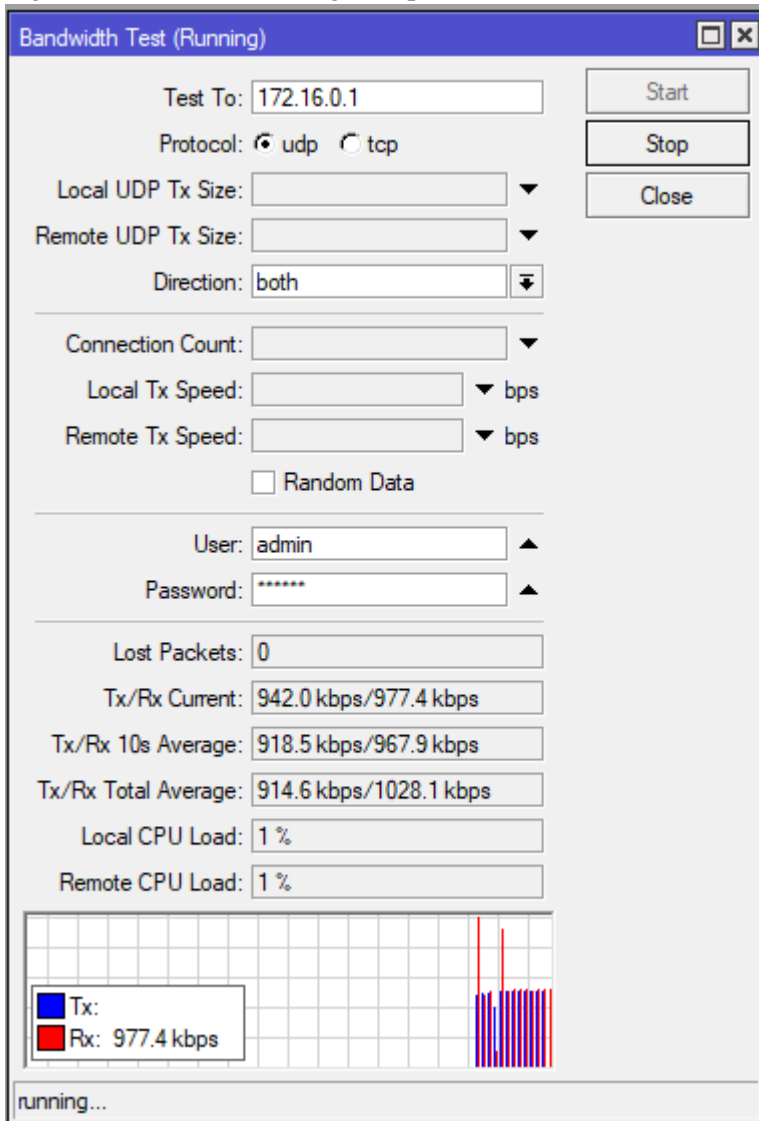 Bandwidth Test (Running)
Test To: 172.16.0.1
Start
Protocol: udp tcp
Stop
Local UDP Tx Size:
Close
Remote UDP Tx Size:
Direction: both
Connection Count:
Local Tx Speed: bps
Remote Tx Speed: bps
Random Data
User: admin
Password: ******
Lost Packets: 0
Tx/Rx Current: 942.0 kbps/977.4 kbps
Tx/Rx 10s Average: 918.5 kbps/967.9 kbps
Tx/Rx Total Average: 914.6 kbps/1028.1 kbps
Local CPU Load: 1 %
Remote CPU Load: 1 %
Tx:
Rx: 977.4 kbps
running...